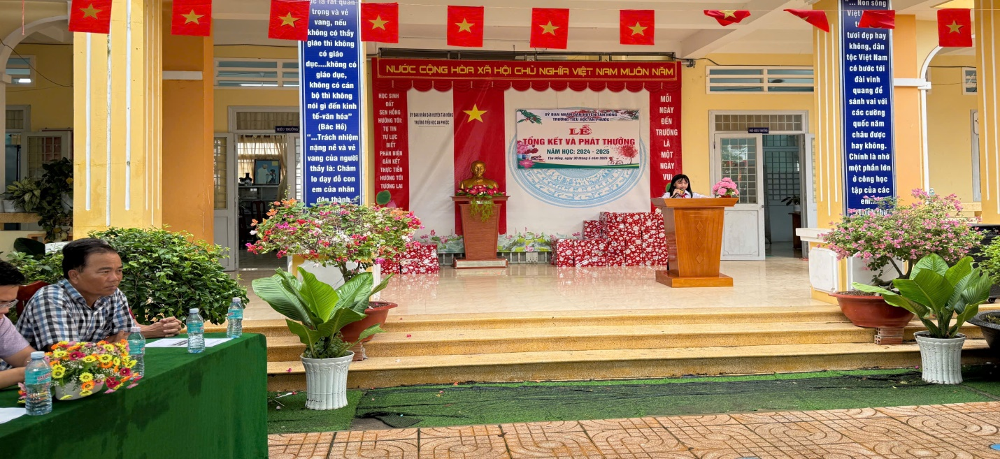 ục là rất quan
trọng và vẻ
vang, nếu
không có thầy
giáo thì không
có giáo
dục....không có
giáo dục,
không có cán
bộ thì không
nói gì đến kinh
tế-văn hóa”
(Bác Hồ)
“...Trách nhiệm
nặng nề và vẻ
vang của người
thầy là: Chăm
lo dạy dỗ con
em của nhân
dân thành
NƯỚC CỘNG HÒA XÃ HỘI CHỦ NGHĨA VIỆT NAM MUÔN NĂM
HỌC SINH
ĐẤT
SEN HỒNG
HƯỚNG TỚI:
TỰ TIN
TỰ LỰC
BIẾT
PHẢN BIỆN
GẮN KẾT
THỰC TIỄN
HƯỚNG TỚI
TƯƠNG LAI
ỦY BAN NHÂN DÂN HUYỆN TÂN HỒNG
TRƯỜNG TIỂU HỌC AN PHƯỚC
ỦY BAN NHÂN DÂN HUYỆN TÂN HỒNG
TRƯỜNG TIỂU HỌC AN PHƯỚC
LỄ
TỔNG KẾT VÀ PHÁT THƯỞNG
NĂM HỌC: 2024 - 2025
Tân Hồng, ngày 30 tháng 5 năm 2025
MỖI
NGÀY
ĐẾN
TRƯỜNG
LÀ
MỘT
NGÀY
VUI
HIỆU TRƯỞNG
PHÓ HIỆU TRƯỞNG
“... Non sông
Việt
tươi đẹp hay
không, dân
tộc Việt Nam
có bước tới
đài vinh
quang để
sánh vai với
các cường
quốc năm
châu được
hay không.
Chính là nhờ
một phần lớn
ở công học
tập của các
em...